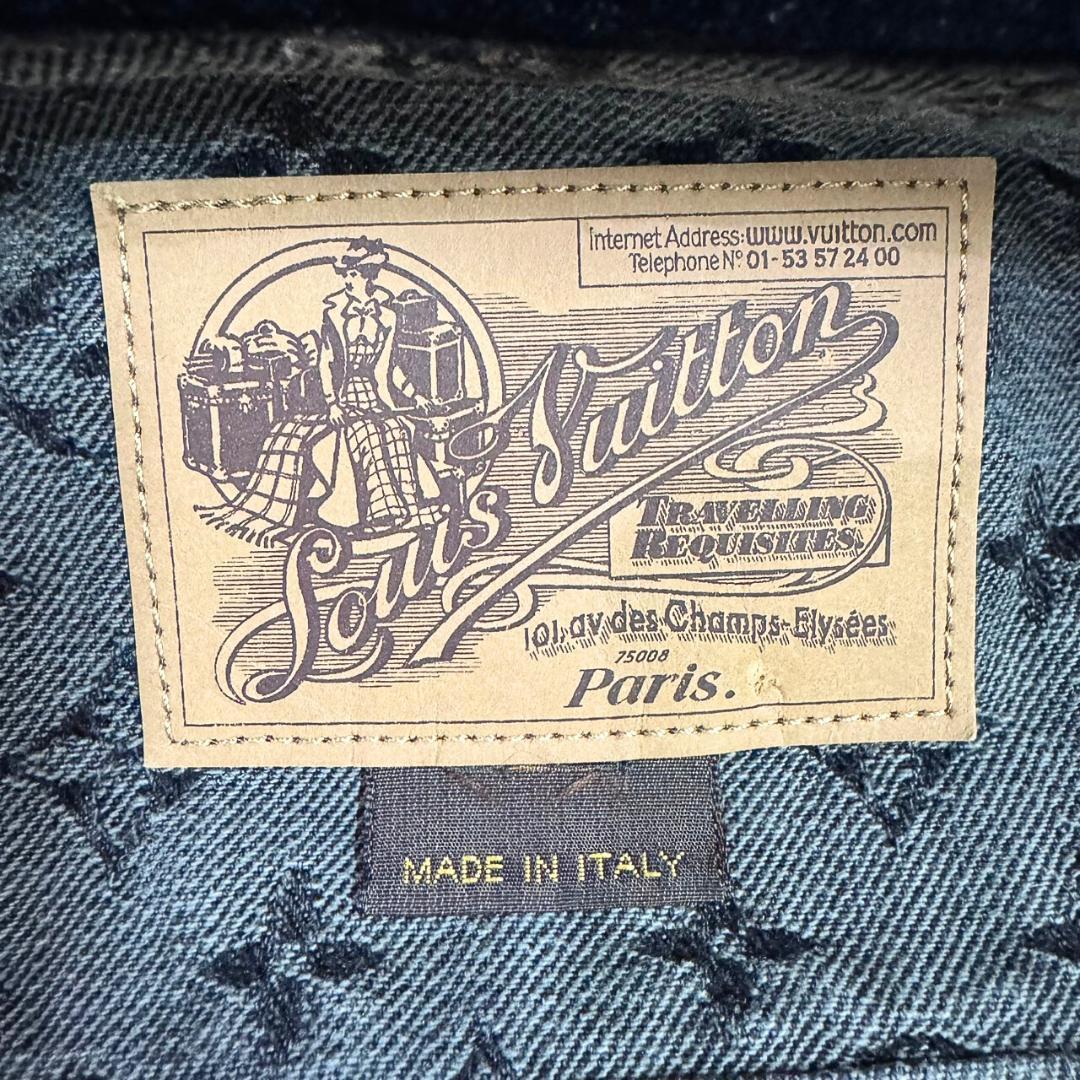 Internet Address:www.vuitton.com
Telephone Nº 01-53 57 24 00
Louis Vuitton
TRAVELLING
REQUISITES.
101, av des Champs-Elysées
75008
Paris.
MADE IN ITALY